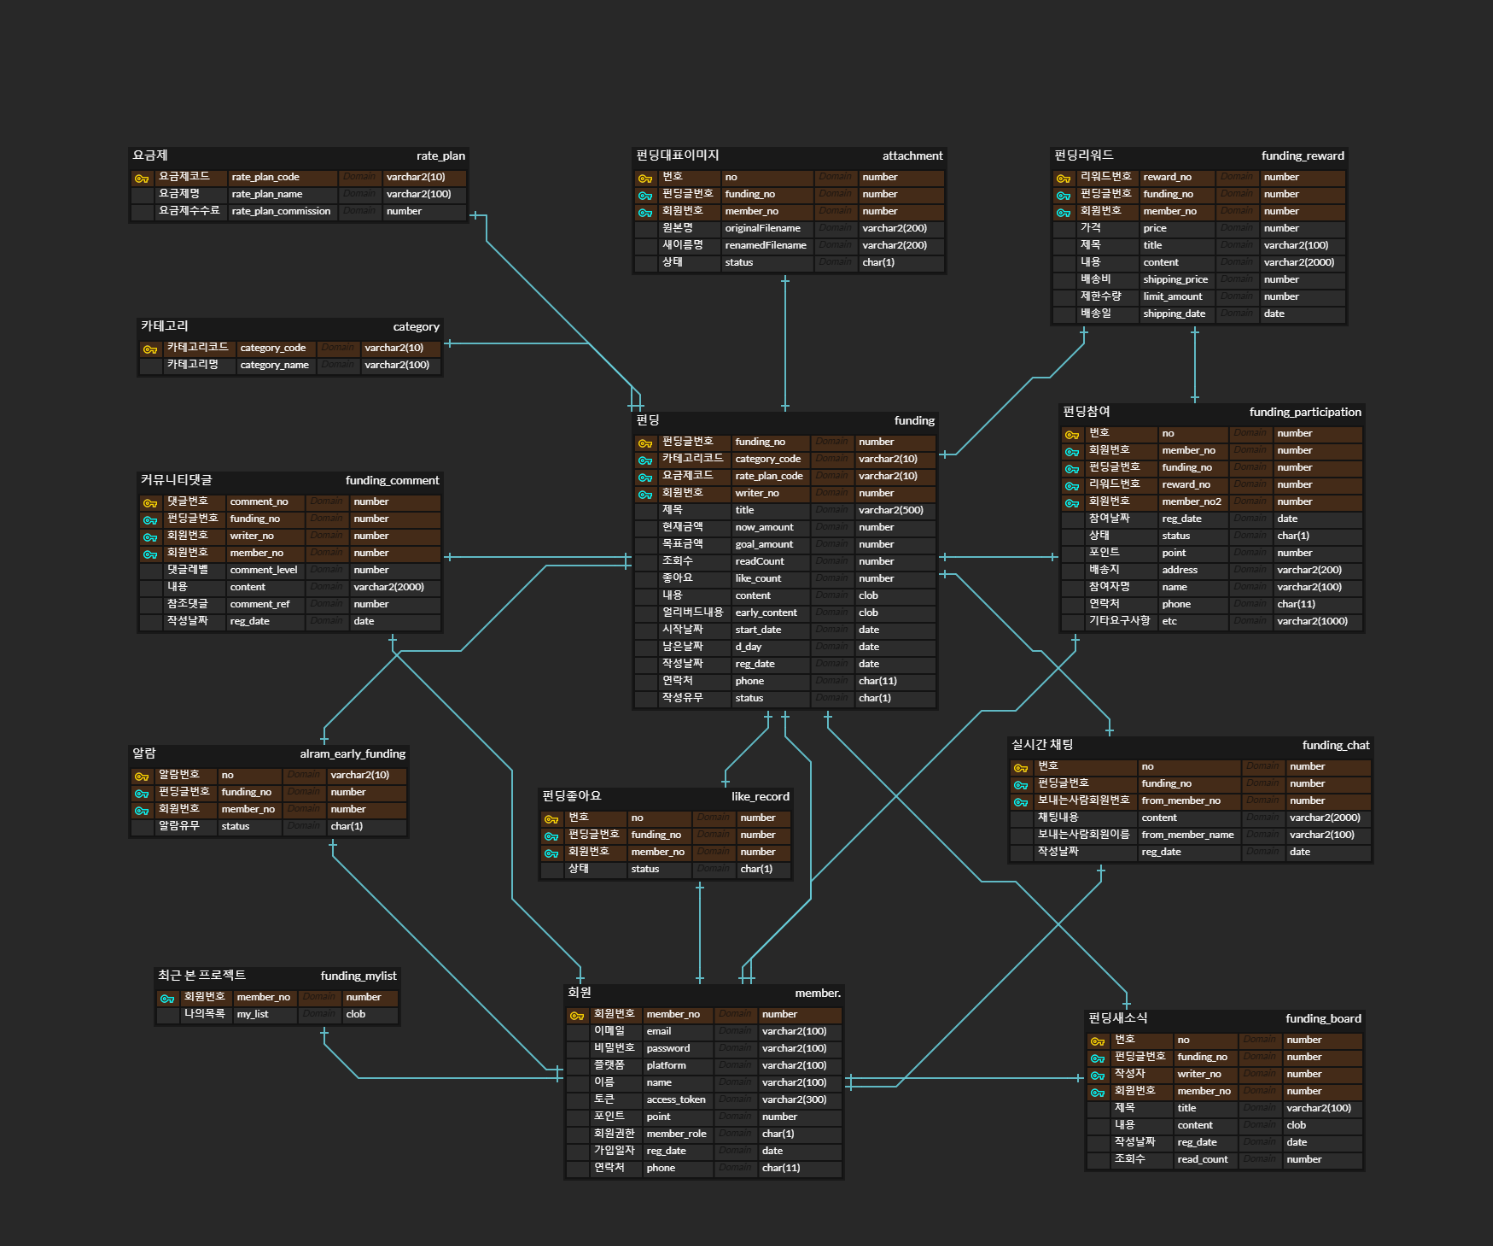 요금제 rate_plan
요금제코드 rate_plan_code Domain varchar2(10)
요금제명 rate_plan_name Domain varchar2(100)
요금제수수료 rate_plan_commission Domain number
펀딩대표이미지 attachment
번호 no Domain number
펀딩글번호 funding_no Domain number
회원번호 member_no Domain number
원본명 originalFilename Domain varchar2(200)
새이름명 renamedFilename Domain varchar2(200)
상태 status Domain char(1)
펀딩리워드 funding_reward
리워드번호 reward_no Domain number
펀딩글번호 funding_no Domain number
회원번호 member_no Domain number
가격 price Domain number
제목 title Domain varchar2(100)
내용 content Domain varchar2(2000)
배송비 shipping_price Domain number
제한수량 limit_amount Domain number
배송일 shipping_date Domain date
카테고리 category
카테고리코드 category_code Domain varchar2(10)
카테고리명 category_name Domain varchar2(100)
펀딩 funding
펀딩글번호 funding_no Domain number
카테고리코드 category_code Domain varchar2(10)
요금제코드 rate_plan_code Domain varchar2(10)
회원번호 writer_no Domain number
제목 title Domain varchar2(500)
현재금액 now_amount Domain number
목표금액 goal_amount Domain number
조회수 readCount Domain number
좋아요 like_count Domain number
내용 content Domain clob
얼리버드내용 early_content Domain clob
시작날짜 start_date Domain date
남은날짜 d_day Domain date
작성날짜 reg_date Domain date
연락처 phone Domain char(11)
작성유무 status Domain char(1)
펀딩참여 funding_participation
번호 no Domain number
회원번호 member_no Domain number
펀딩글번호 funding_no Domain number
리워드번호 reward_no Domain number
회원번호 member_no2 Domain number
참여날짜 reg_date Domain date
상태 status Domain char(1)
포인트 point Domain number
배송지 address Domain varchar2(200)
참여자명 name Domain varchar2(100)
연락처 phone Domain char(11)
기타요구사항 etc Domain varchar2(1000)
커뮤니티댓글 funding_comment
댓글번호 comment_no Domain number
펀딩글번호 funding_no Domain number
회원번호 writer_no Domain number
회원번호 member_no Domain number
댓글레벨 comment_level Domain number
내용 content Domain varchar2(2000)
참조댓글 comment_ref Domain number
작성날짜 reg_date Domain date
알람 alram_early_funding
알람번호 no Domain varchar2(10)
펀딩글번호 funding_no Domain number
회원번호 member_no Domain number
알람유무 status Domain char(1)
펀딩좋아요 like_record
번호 no Domain number
펀딩글번호 funding_no Domain number
회원번호 member_no Domain number
상태 status Domain char(1)
실시간 채팅 funding_chat
번호 no Domain number
펀딩글번호 funding_no Domain number
보내는사람회원번호 from_member_no Domain number
채팅내용 content Domain varchar2(2000)
보내는사람회원이름 from_member_name Domain varchar2(100)
작성날짜 reg_date Domain date
최근 본 프로젝트 funding_mylist
회원번호 member_no Domain number
나의목록 my_list Domain clob
회원 member.
회원번호 member_no Domain number
이메일 email Domain varchar2(100)
비밀번호 password Domain varchar2(100)
플랫폼 platform Domain varchar2(100)
이름 name Domain varchar2(100)
토큰 access_token Domain varchar2(300)
포인트 point Domain number
회원권한 member_role Domain char(1)
가입일자 reg_date Domain date
연락처 phone Domain char(11)
펀딩새소식 funding_board
번호 no Domain number
펀딩글번호 funding_no Domain number
작성자 writer_no Domain number
회원번호 member_no Domain number
제목 title Domain varchar2(100)
내용 content Domain clob
작성날짜 reg_date Domain date
조회수 read_count Domain number